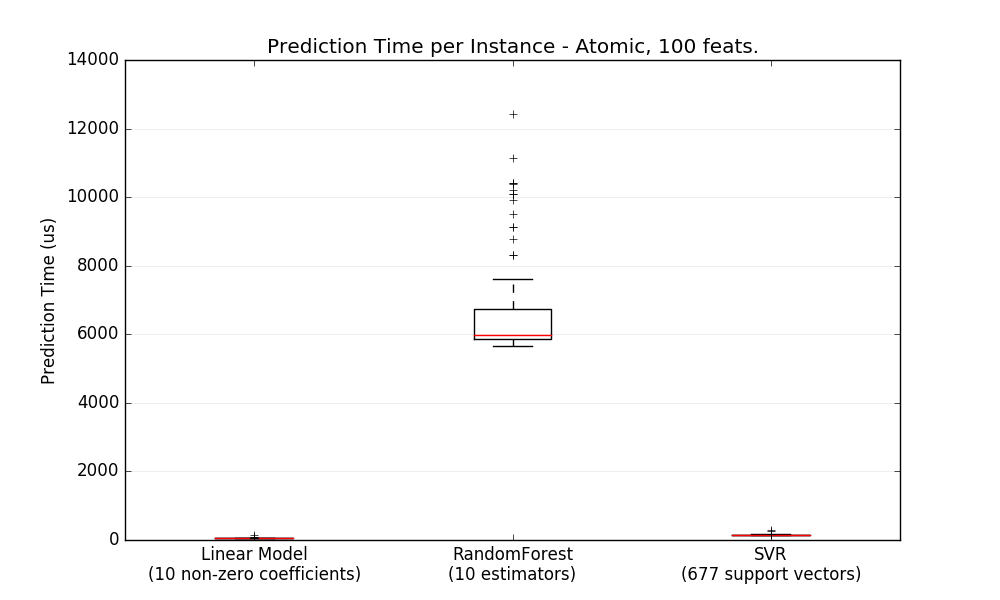 Prediction Time per Instance - Atomic, 100 feats.
14000
12000
10000
8000
6000
4000
2000
0
Prediction Time (us)
Linear Model
(10 non-zero coefficients)
RandomForest
(10 estimators)
SVR
(677 support vectors)